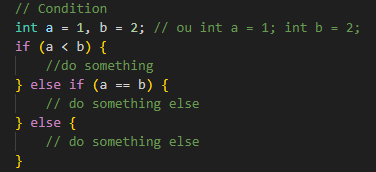 // Condition
int a = 1, b = 2; // ou int a = 1; int b = 2;
if (a < b) {
    //do something
} else if (a == b) {
    // do something else
} else {
    // do something else
}